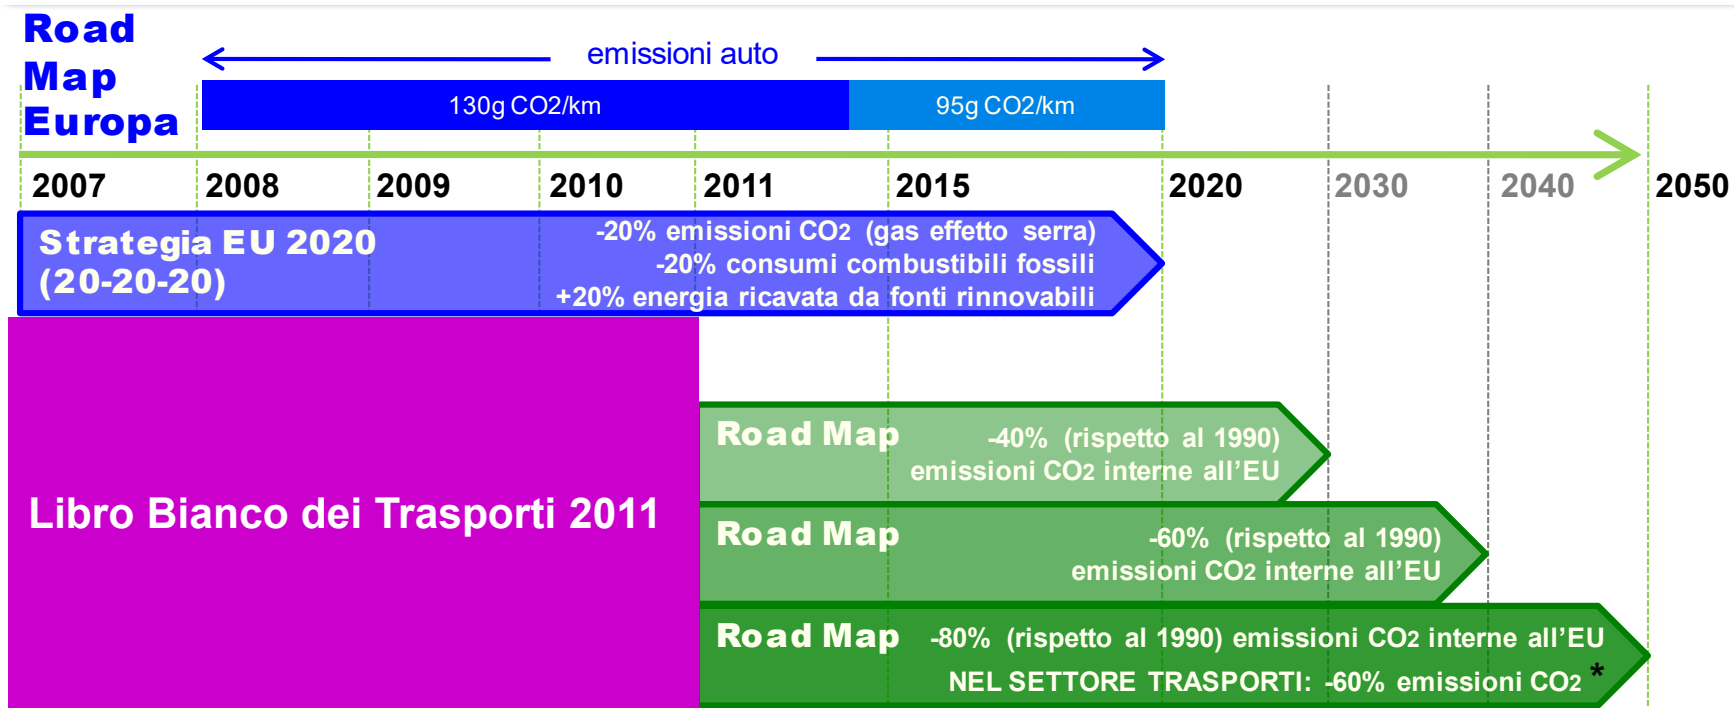 Road
Map
Europa
emissioni auto
130g CO2/km
95g CO2/km
2007
2008
2009
2010
2011
2015
2020
2030
2040
2050
Strategia EU 2020
(20-20-20)
-20% emissioni CO2 (gas effetto serra)
-20% consumi combustibili fossili
+20% energia ricavata da fonti rinnovabili
Libro Bianco dei Trasporti 2011
Road Map
-40% (rispetto al 1990)
emissioni CO2 interne all’EU
Road Map
-60% (rispetto al 1990)
emissioni CO2 interne all’EU
Road Map
-80% (rispetto al 1990) emissioni CO2 interne all’EU
NEL SETTORE TRASPORTI: -60% emissioni CO2 *